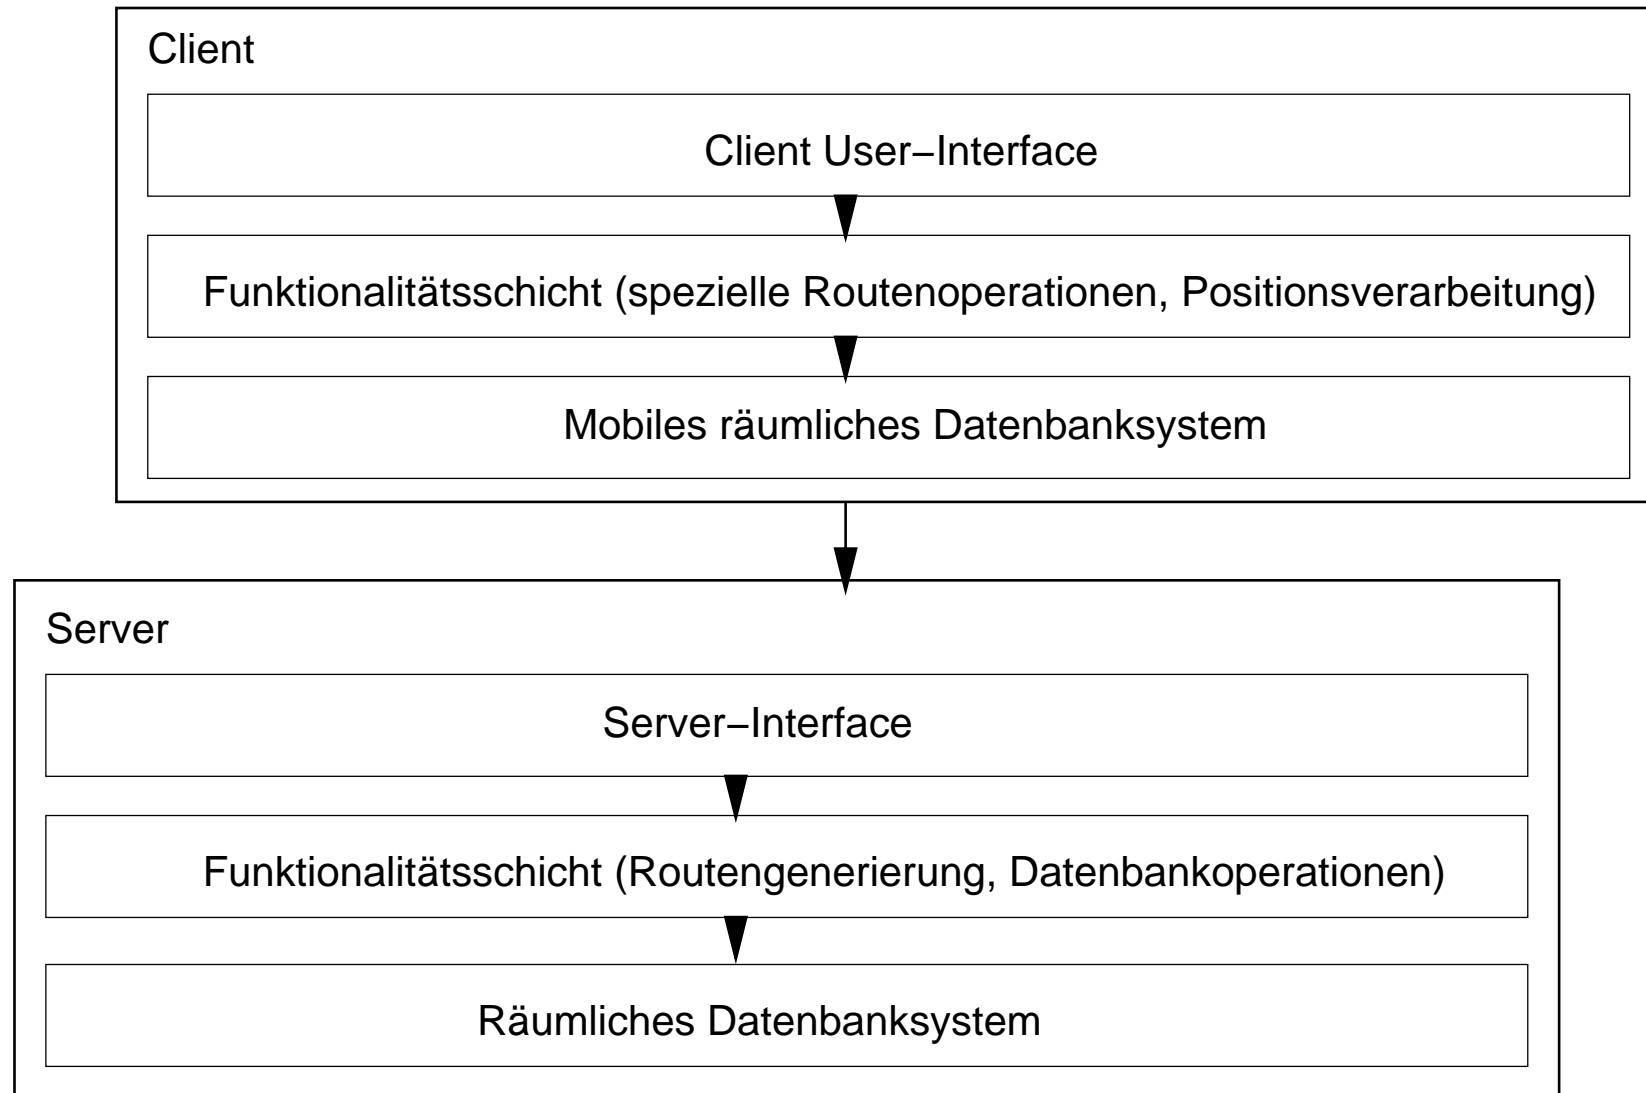 Client
Client User–Interface
Funktionalitätsschicht (spezielle Routenoperationen, Positionsverarbeitung)
Mobiles räumliches Datenbanksystem
Server
Server–Interface
Funktionalitätsschicht (Routengenerierung, Datenbankoperationen)
Räumliches Datenbanksystem